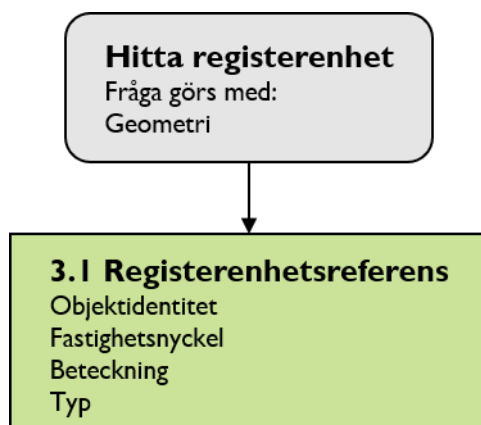 Hitta registerenhet
Fråga görs med:
Geometri
3.1 Registerenhetsreferens
Objektidentitet
Fastighetsnyckel
Beteckning
Typ